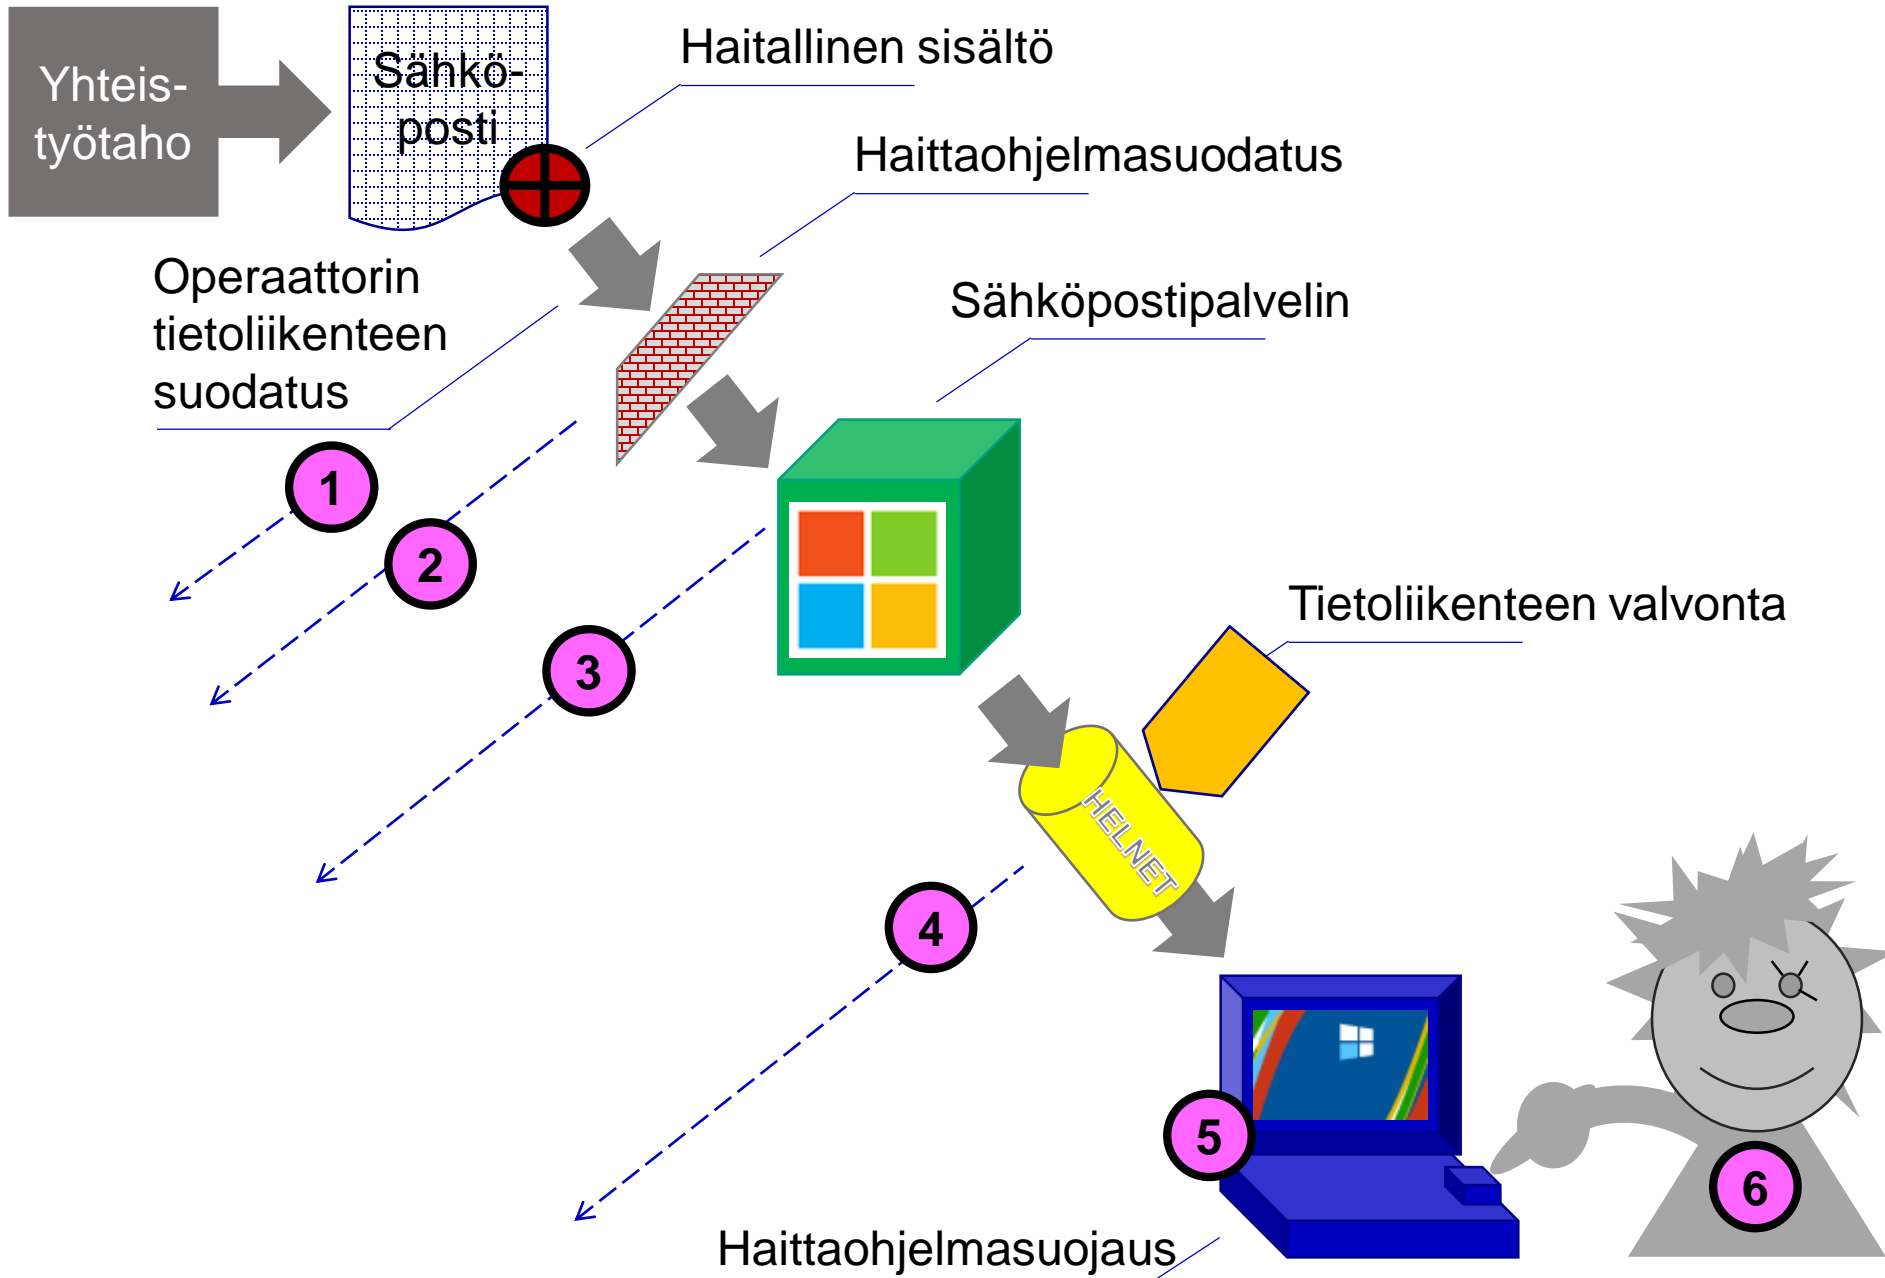 Yhteis-
työtaho
Sähkö-
posti
Haitallinen sisältö
Haittaohjelmasuodatus
Operaattorin
tietoliikenteen
suodatus
Sähköpostipalvelin
1
2
3
Tietoliikenteen valvonta
HELNET
4
5
6
Haittaohjelmasuojaus